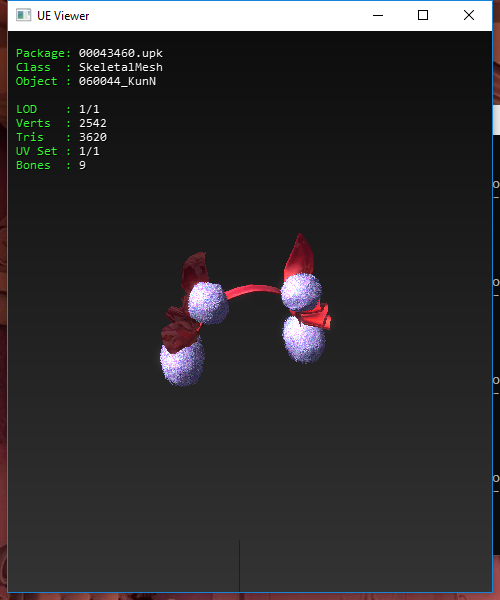 UE Viewer
Package: 00043460.upk
Class : SkeletalMesh
Object : 060044_KunN
LOD : 1/1
Verts : 2542
Tris : 3620
UV Set : 1/1
Bones : 9